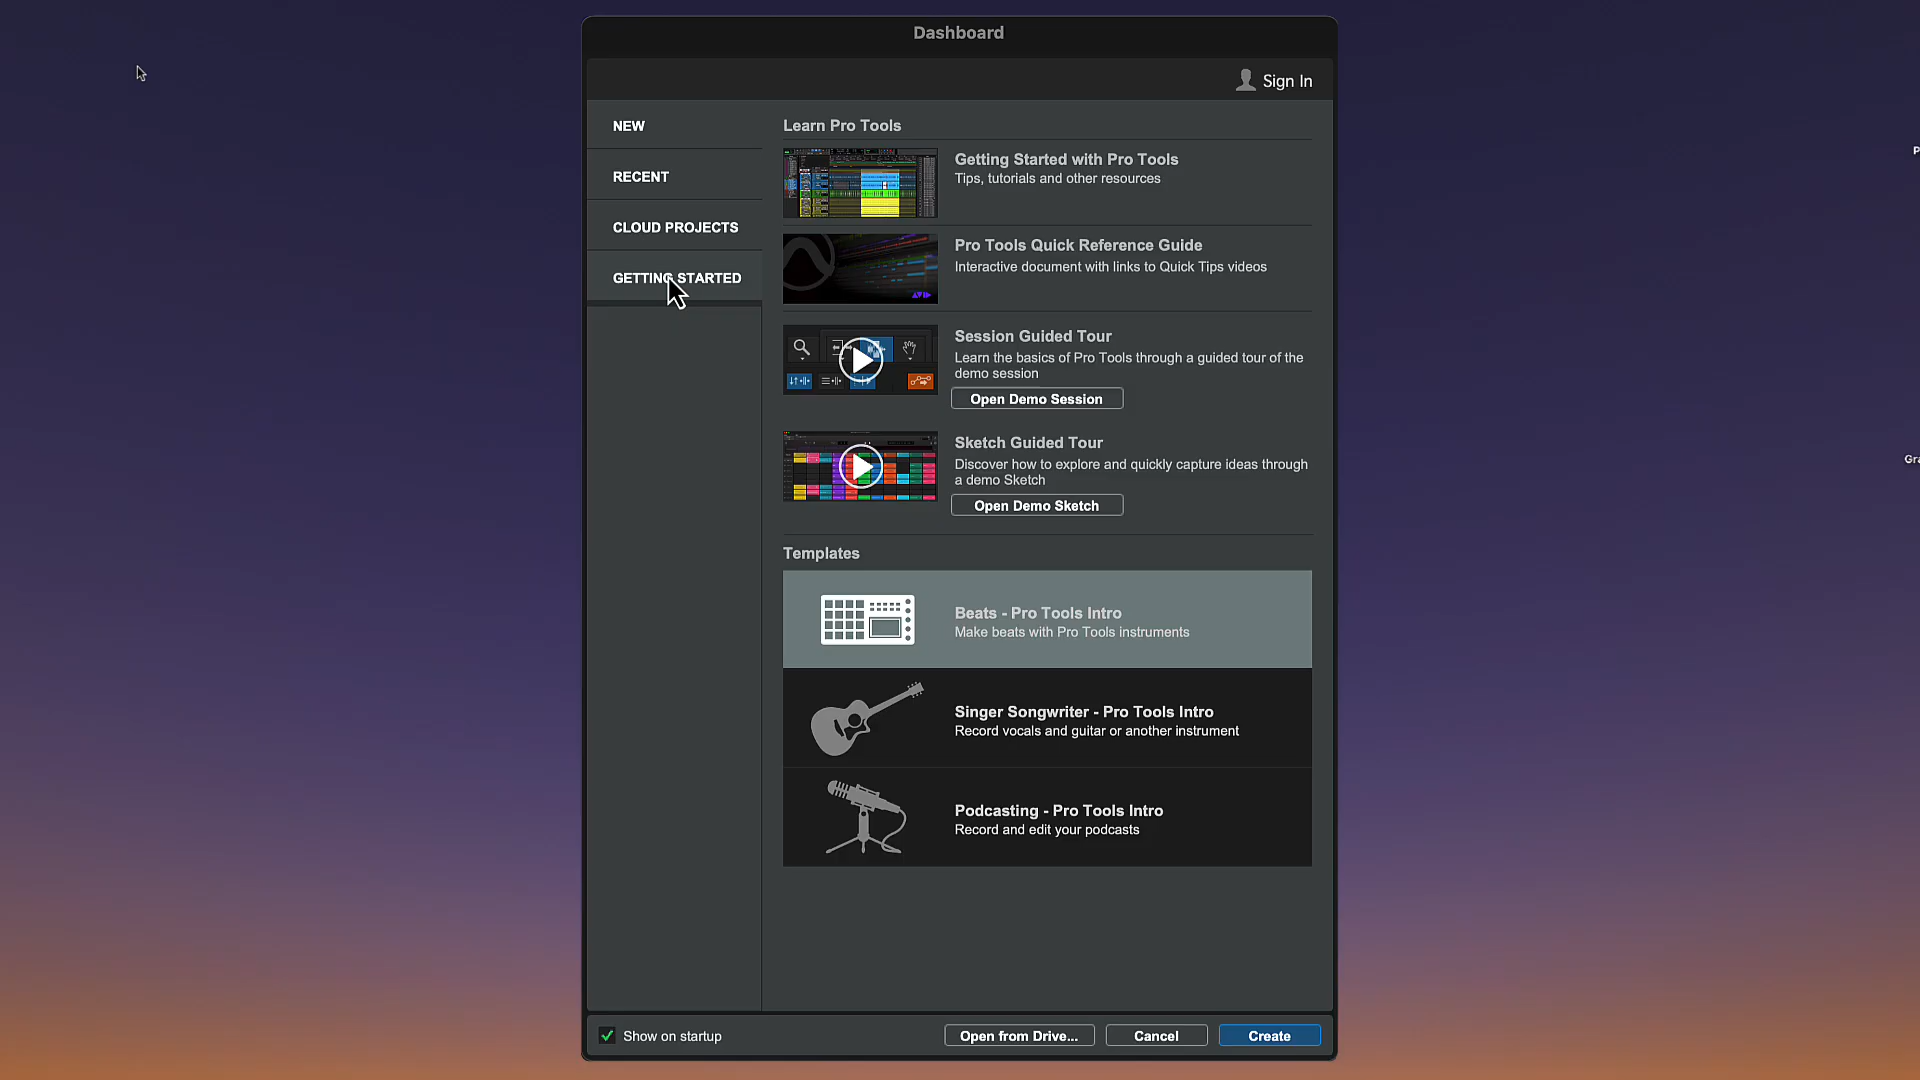 Dashboard
Sign In
NEW
RECENT
CLOUD PROJECTS
GETTING STARTED
Learn Pro Tools
Getting Started with Pro Tools
Tips, tutorials and other resources
Pro Tools Quick Reference Guide
Interactive document with links to Quick Tips videos
AVID
Session Guided Tour
Learn the basics of Pro Tools through a guided tour of the
demo session
Open Demo Session
Sketch Guided Tour
Discover how to explore and quickly capture ideas through
a demo Sketch
Open Demo Sketch
Templates
Beats - Pro Tools Intro
Make beats with Pro Tools instruments
Singer Songwriter - Pro Tools Intro
Record vocals and guitar or another instrument
Podcasting - Pro Tools Intro
Record and edit your podcasts
Show on startup
Open from Drive...
Cancel
Create
P
Gra